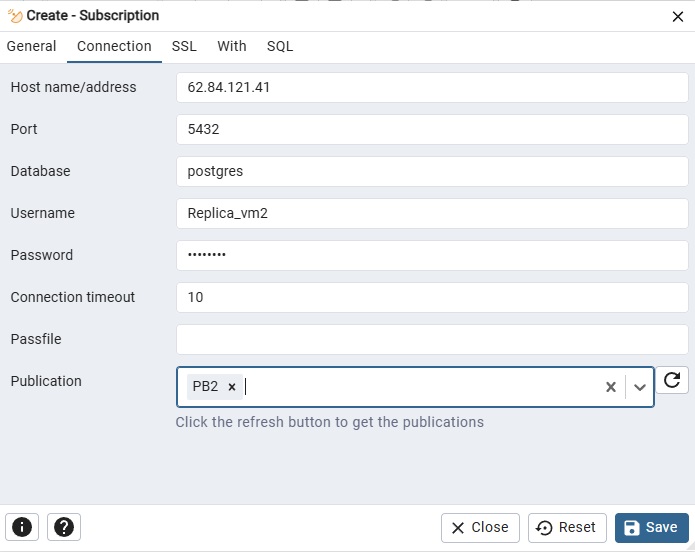 Create - Subscription
General Connection SSL With SQL
Host name/address 62.84.121.41
Port 5432
Database postgres
Username Replica_vm2
Password ••••••••
Connection timeout 10
Passfile
Publication PB2
Click the refresh button to get the publications
Close Reset Save